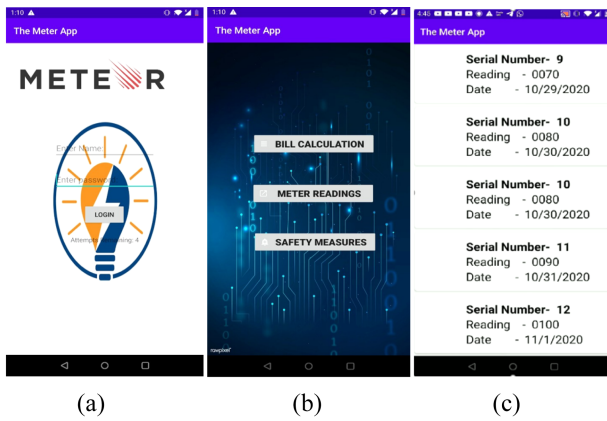 1:10
The Meter App
METEOR
Enter Name:
Enter password
LOGIN
Attempts remaining: 4
(a)
1:10
The Meter App
BILL CALCULATION
METER READINGS
SAFETY MEASURES
rawpixel
(b)
4:46
The Meter App
Serial Number- 9
Reading - 0070
Date - 10/29/2020
Serial Number- 10
Reading - 0080
Date - 10/30/2020
Serial Number- 10
Reading - 0080
Date - 10/30/2020
Serial Number- 11
Reading - 0090
Date - 10/31/2020
Serial Number- 12
Reading - 0100
Date - 11/1/2020
(c)